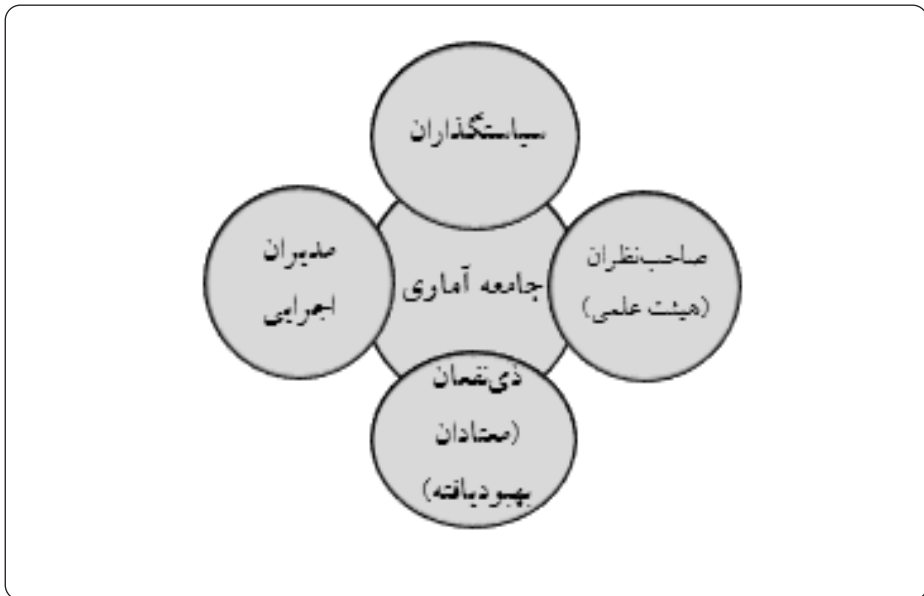 سیاستگذاران
مدیران
اجرایی
جامعه آماری
صاحب‌نظران
(هیئت علمی)
ذی‌نفعان
(معتادان
بهبودیافته)